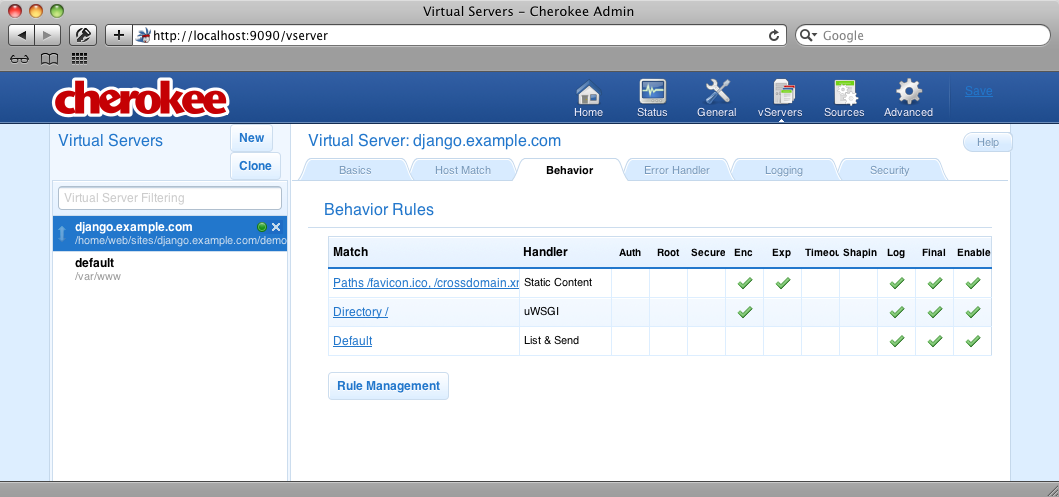 Virtual Servers – Cherokee Admin
http://localhost:9090/vserver
Google
cherokee
Home
Status
General
vServers
Sources
Advanced
Save
Virtual Servers
New
Clone
Virtual Server Filtering
django.example.com
/home/web/sites/django.example.com/demo
default
/var/www
Virtual Server: django.example.com
Help
Basics
Host Match
Behavior
Error Handler
Logging
Security
Behavior Rules
Match Handler Auth Root Secure Enc Exp Timeou Shapin Log Final Enable
Paths /favicon.ico, /crossdomain.xm Static Content
Directory / uWSGI
Default List & Send
Rule Management